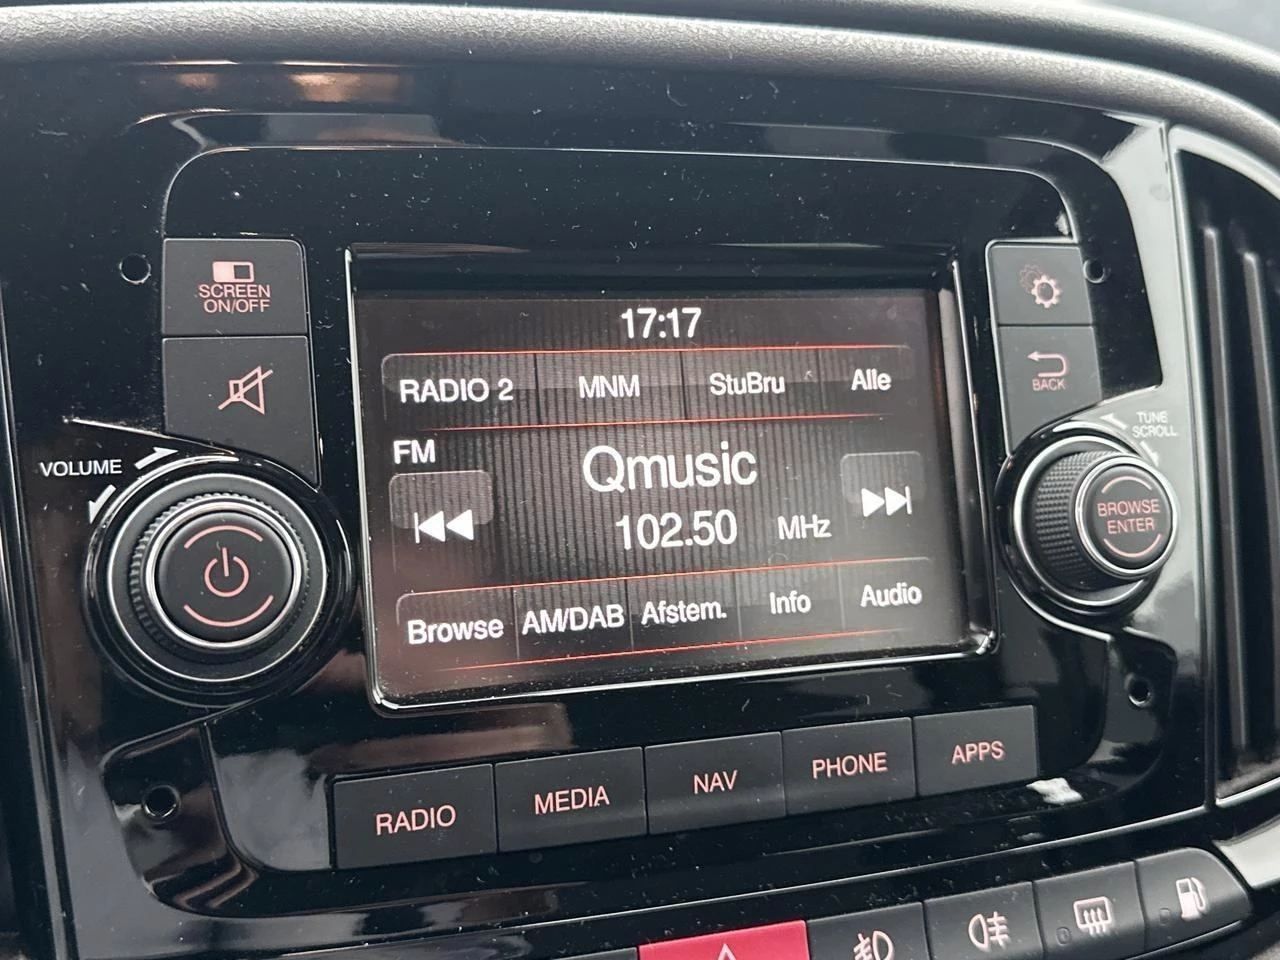 SCREEN
ON/OFF
VOLUME
17:17
RADIO 2 MNM StuBru Alle
FM
Qmusic
102.50 MHz
Browse AM/DAB Afstem. Info Audio
BACK
TUNE
SCROLL
BROWSE
ENTER
RADIO MEDIA NAV PHONE APPS